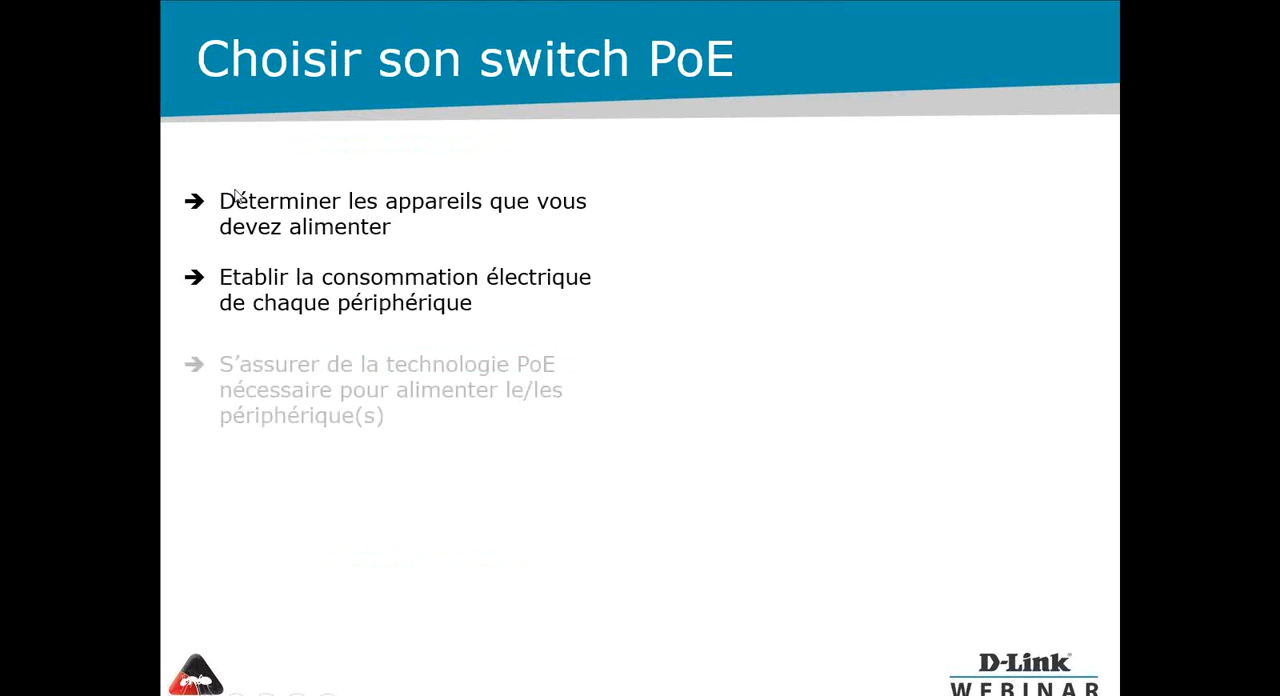 Choisir son switch PoE
➔ Déterminer les appareils que vous
devez alimenter
➔ Etablir la consommation électrique
de chaque périphérique
➔ S’assurer de la technologie PoE
nécessaire pour alimenter le/les
périphérique(s)
D-Link®
WEBINAR